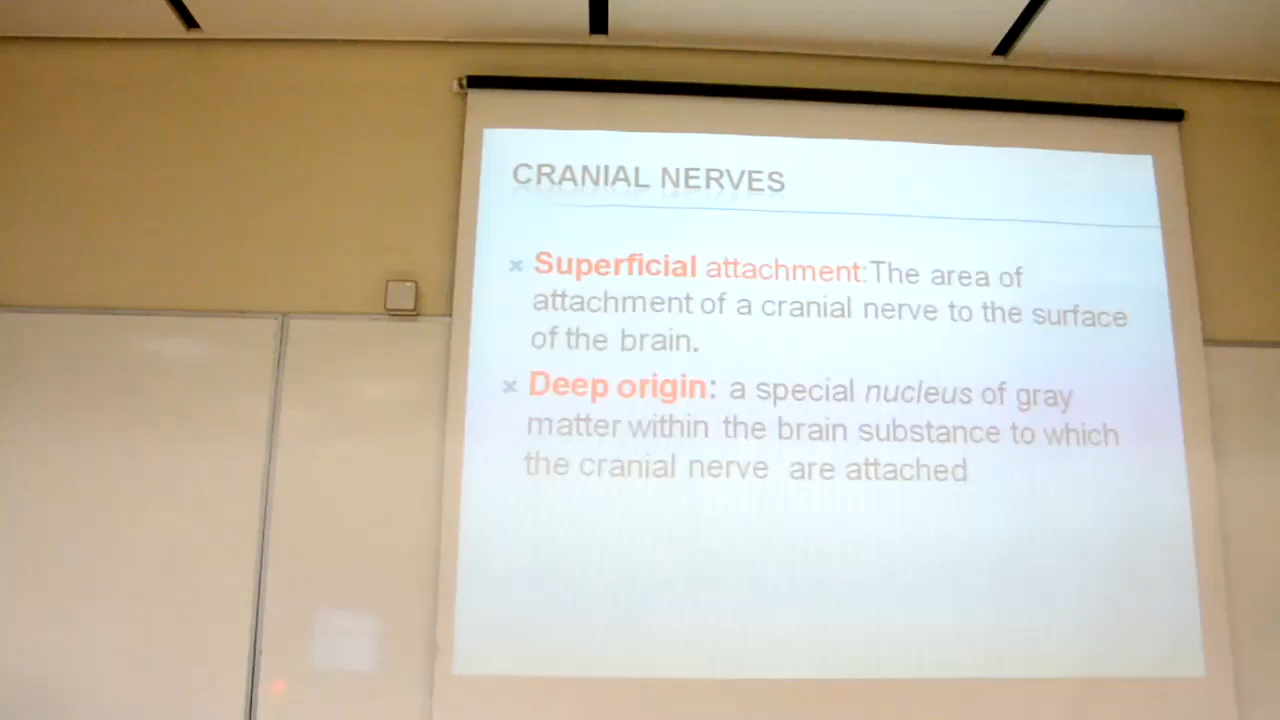 CRANIAL NERVES
Superficial attachment:The area of
attachment of a cranial nerve to the surface
of the brain.
Deep origin: a special nucleus of gray
matter within the brain substance to which
the cranial nerve are attached